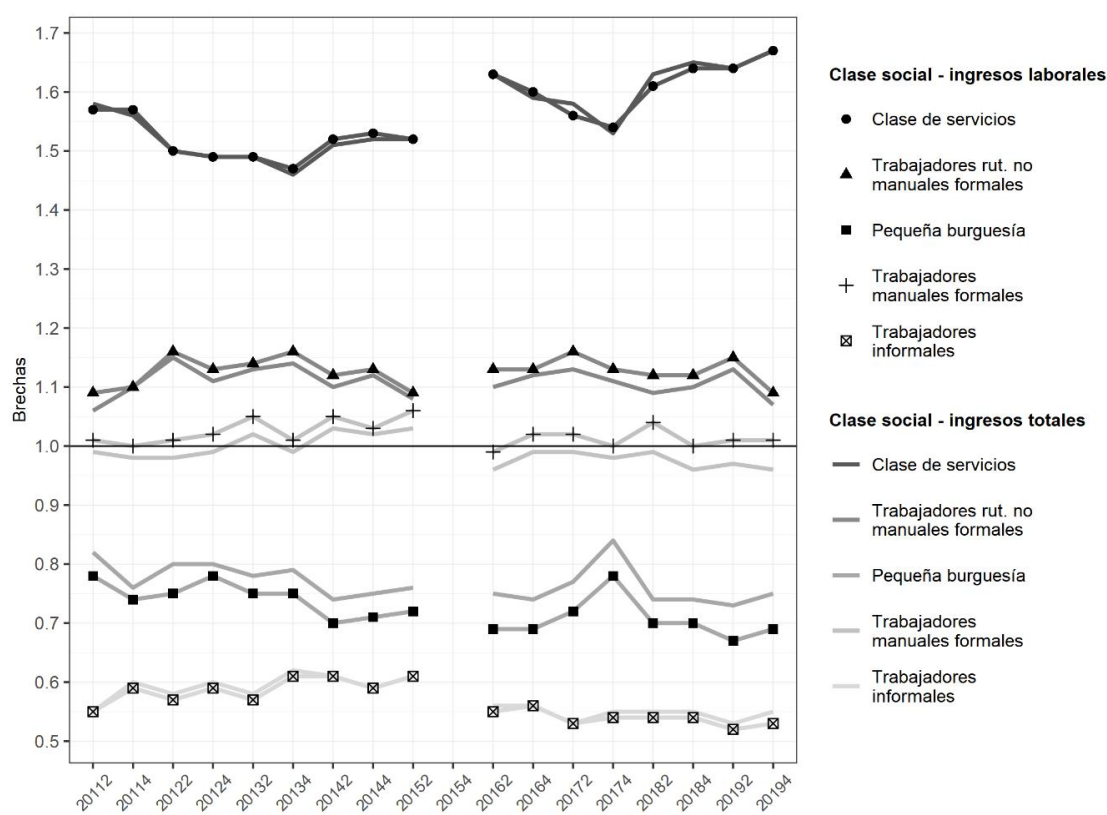 1.7
1.6
1.5
1.4
1.3
1.2
1.1
1.0
0.9
0.8
0.7
0.6
0.5
Brechas
20112
20114
20122
20124
20132
20134
20142
20144
20152
20154
20162
20164
20172
20174
20182
20184
20192
20194
Clase social - ingresos laborales
Clase de servicios
Trabajadores rut. no
manuales formales
Pequeña burguesía
Trabajadores
manuales formales
Trabajadores
informales
Clase social - ingresos totales
Clase de servicios
Trabajadores rut. no
manuales formales
Pequeña burguesía
Trabajadores
manuales formales
Trabajadores
informales